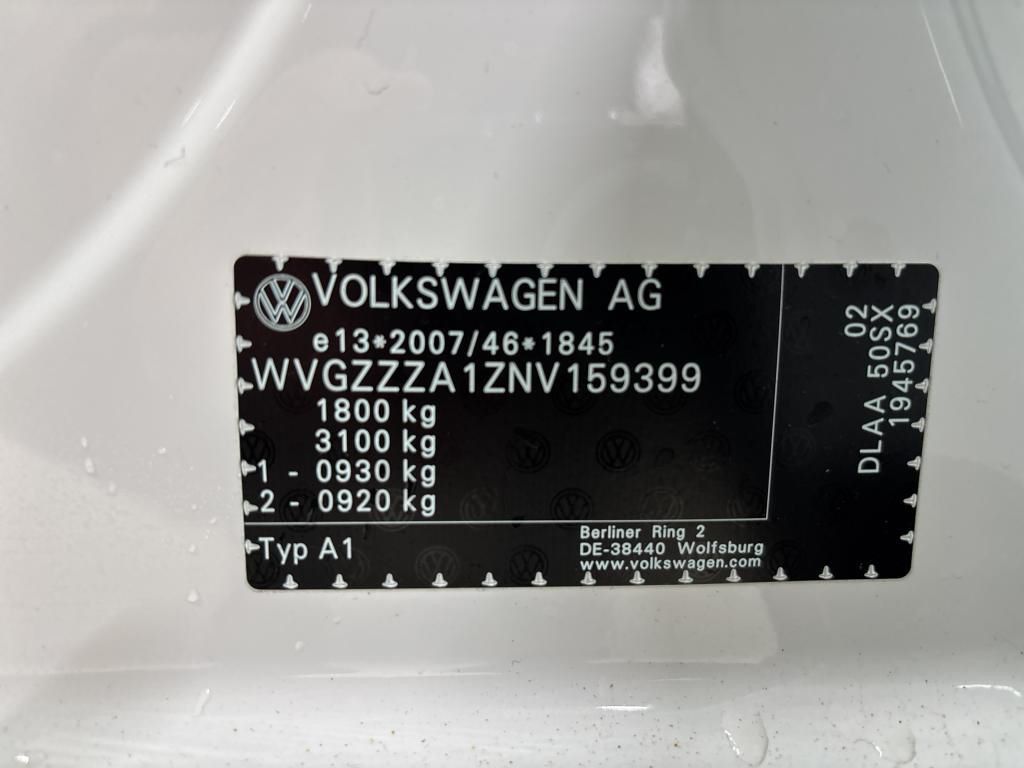 VOLKSWAGEN AG
e13*2007/46*1845
WVGZZZA1ZNV159399
1800 kg
3100 kg
1 - 0930 kg
2 - 0920 kg
Typ A1
Berliner Ring 2
DE-38440 Wolfsburg
www.volkswagen.com
02
DLAA 50SX
1945769